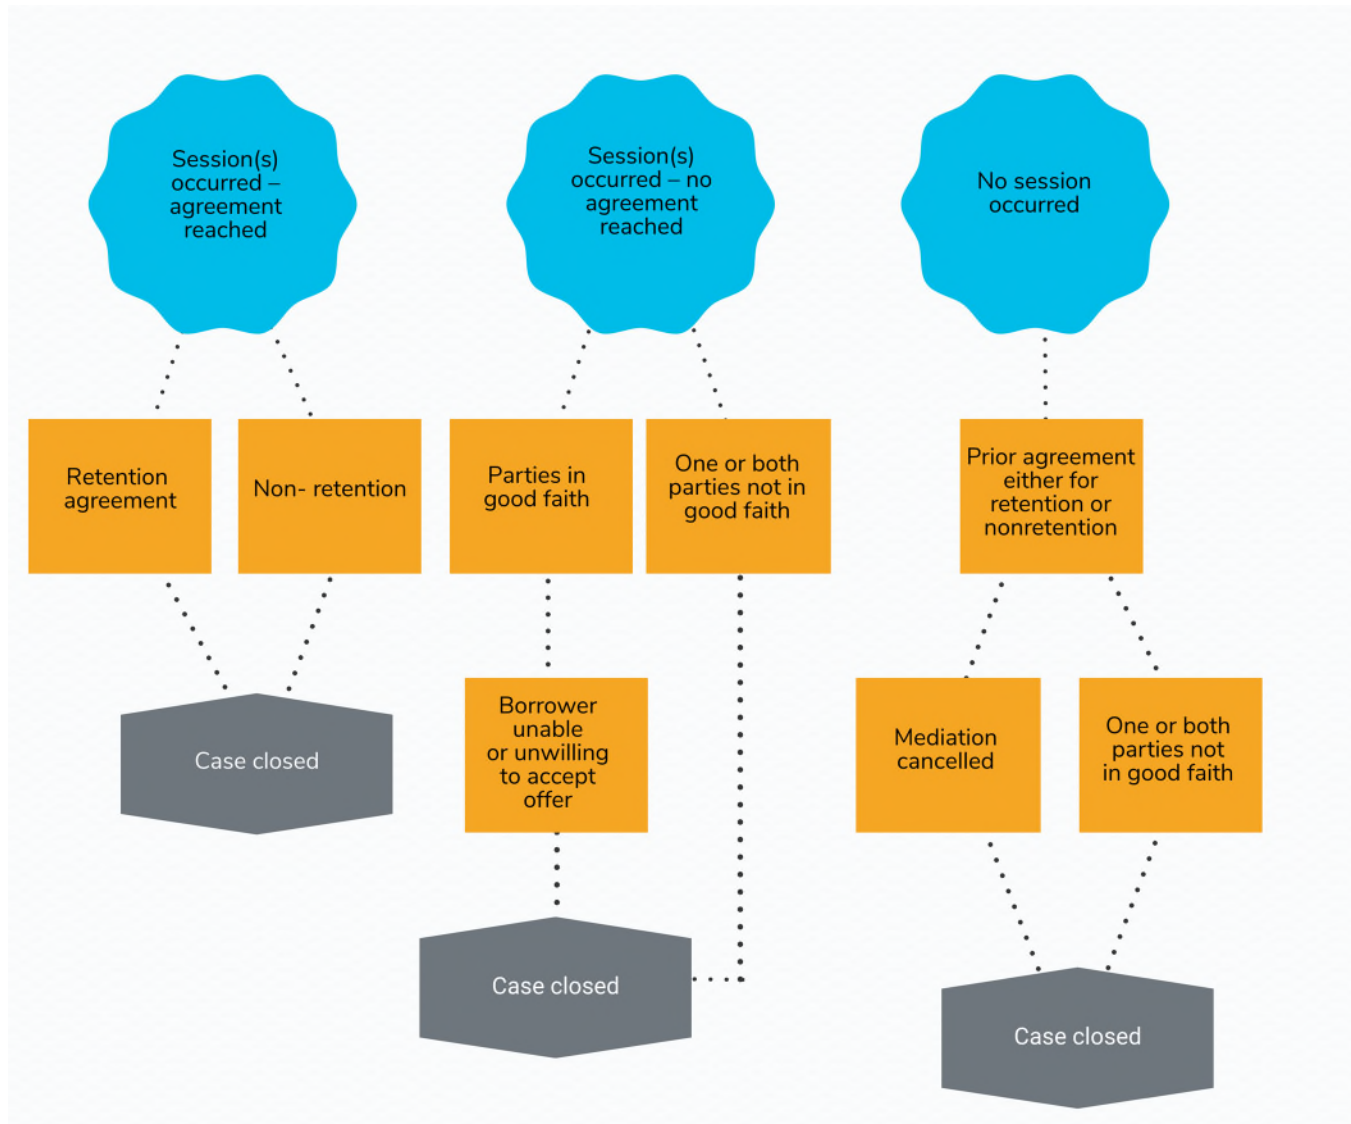 Session(s)
occurred –
agreement
reached
Session(s)
occurred – no
agreement
reached
No session
occurred
Retention
agreement
Non- retention
Parties in
good faith
One or both
parties not in
good faith
Prior agreement
either for
retention or
nonretention
Case closed
Borrower
unable
or unwilling
to accept
offer
Mediation
cancelled
One or both
parties not
in good faith
Case closed
Case closed